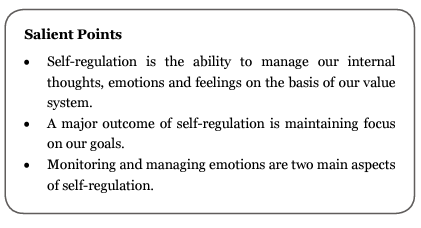 Salient Points
• Self-regulation is the ability to manage our internal
thoughts, emotions and feelings on the basis of our value
system.
• A major outcome of self-regulation is maintaining focus
on our goals.
• Monitoring and managing emotions are two main aspects
of self-regulation.